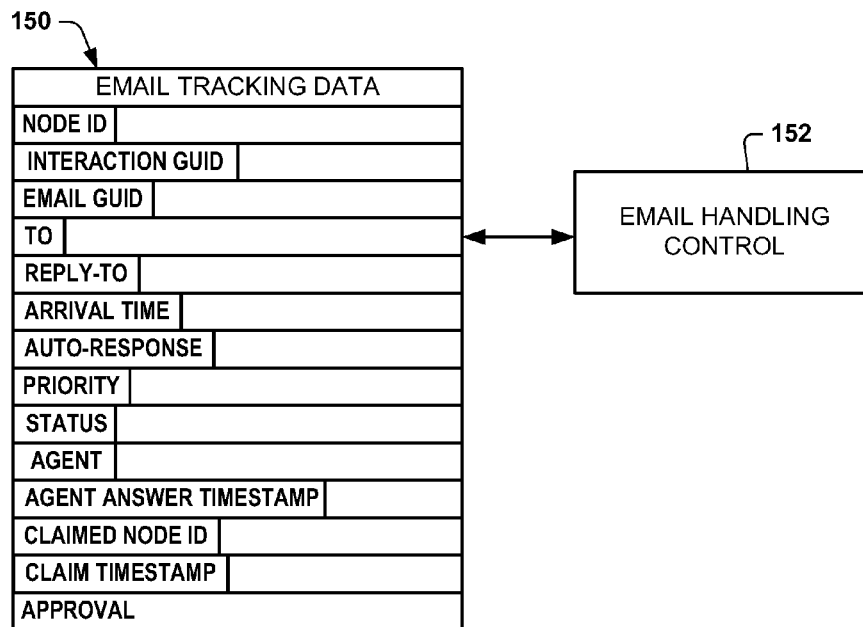 150
EMAIL TRACKING DATA
NODE ID
INTERACTION GUID
EMAIL GUID
TO
REPLY-TO
ARRIVAL TIME
AUTO-RESPONSE
PRIORITY
STATUS
AGENT
AGENT ANSWER TIMESTAMP
CLAIMED NODE ID
CLAIM TIMESTAMP
APPROVAL
152
EMAIL HANDLING
CONTROL